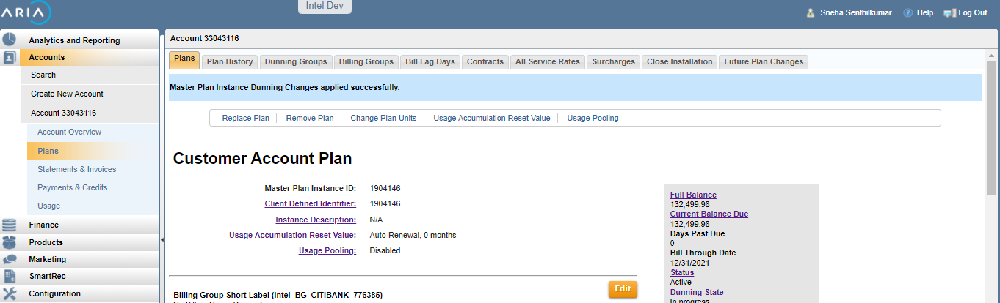 ARIA
Intel Dev
Sneha Senthilkumar
Help
Log Out
Analytics and Reporting
Accounts
Search
Create New Account
Account 33043116
Account Overview
Plans
Statements & Invoices
Payments & Credits
Usage
Finance
Products
Marketing
SmartRec
Configuration
Account 33043116
Plans
Plan History
Dunning Groups
Billing Groups
Bill Lag Days
Contracts
All Service Rates
Surcharges
Close Installation
Future Plan Changes
Master Plan Instance Dunning Changes applied successfully.
Replace Plan
Remove Plan
Change Plan Units
Usage Accumulation Reset Value
Usage Pooling
Customer Account Plan
Master Plan Instance ID: 1904146
Client Defined Identifier: 1904146
Instance Description: N/A
Usage Accumulation Reset Value: Auto-Renewal, 0 months
Usage Pooling: Disabled
Full Balance
132,499.98
Current Balance Due
132,499.98
Days Past Due
0
Bill Through Date
12/31/2021
Status
Active
Dunning State
In progress
Edit
Billing Group Short Label (Intel_BG_CITIBANK_776385)
No Billing Group Description